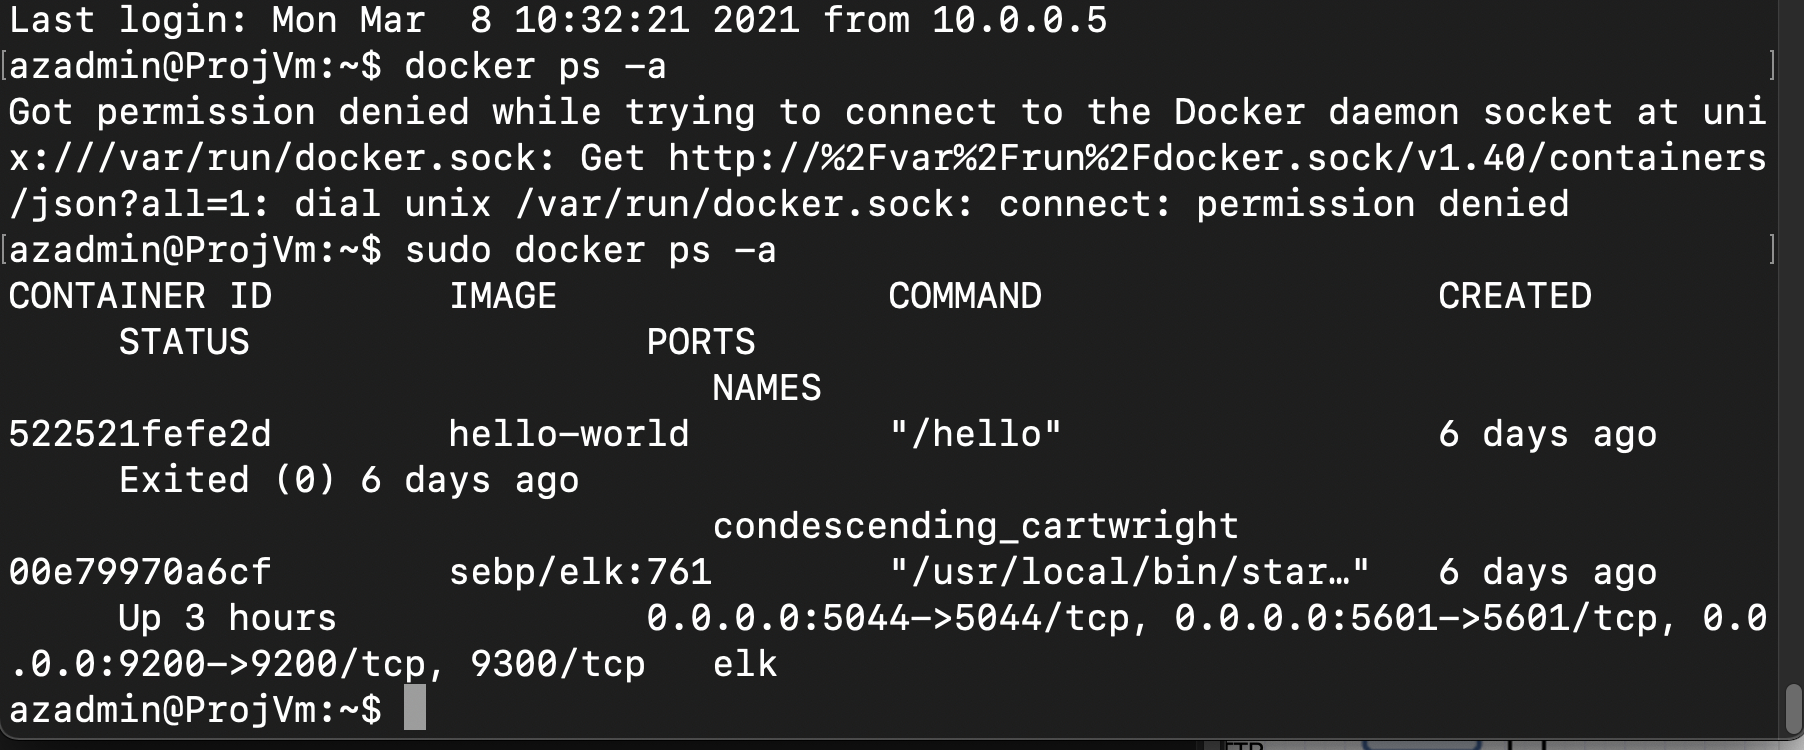 Last login: Mon Mar  8 10:32:21 2021 from 10.0.0.5
[azadmin@ProjVm:~$ docker ps -a ]
Got permission denied while trying to connect to the Docker daemon socket at uni
x:///var/run/docker.sock: Get http://%2Fvar%2Frun%2Fdocker.sock/v1.40/containers
/json?all=1: dial unix /var/run/docker.sock: connect: permission denied
[azadmin@ProjVm:~$ sudo docker ps -a ]
CONTAINER ID        IMAGE               COMMAND                  CREATED
     STATUS                  PORTS
                                NAMES
522521fefe2d        hello-world         "/hello"                 6 days ago
     Exited (0) 6 days ago
                                condescending_cartwright
00e79970a6cf        sebp/elk:761        "/usr/local/bin/star…"   6 days ago
     Up 3 hours              0.0.0.0:5044->5044/tcp, 0.0.0.0:5601->5601/tcp, 0.0
.0.0:9200->9200/tcp, 9300/tcp   elk
azadmin@ProjVm:~$